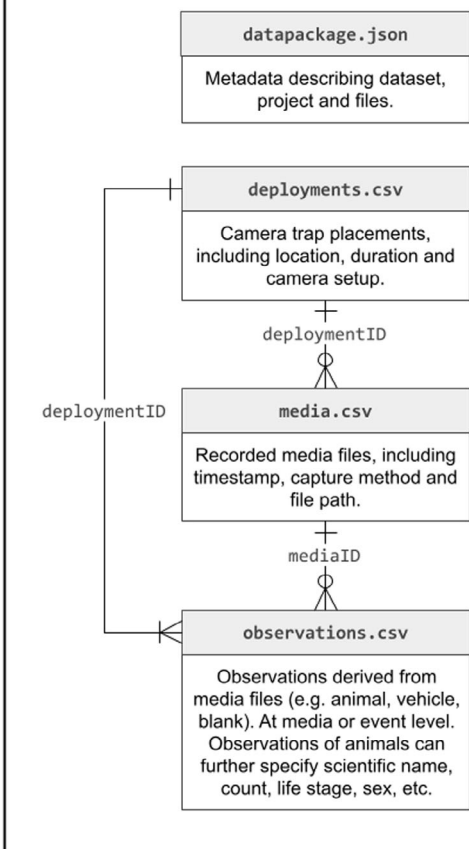 datapackage.json
Metadata describing dataset,
project and files.
deployments.csv
Camera trap placements,
including location, duration and
camera setup.
deploymentID
deploymentID
media.csv
Recorded media files, including
timestamp, capture method and
file path.
mediaID
observations.csv
Observations derived from
media files (e.g. animal, vehicle,
blank). At media or event level.
Observations of animals can
further specify scientific name,
count, life stage, sex, etc.